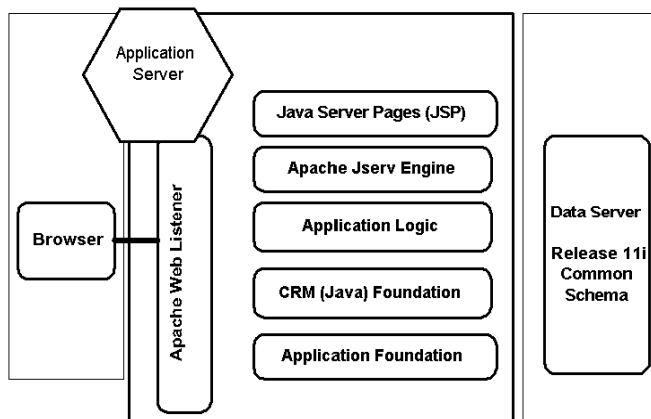 Application
Server
Java Server Pages (JSP)
Apache Jserv Engine
Application Logic
CRM (Java) Foundation
Application Foundation
Browser
Apache Web Listener
Data Server
Release 11i
Common
Schema